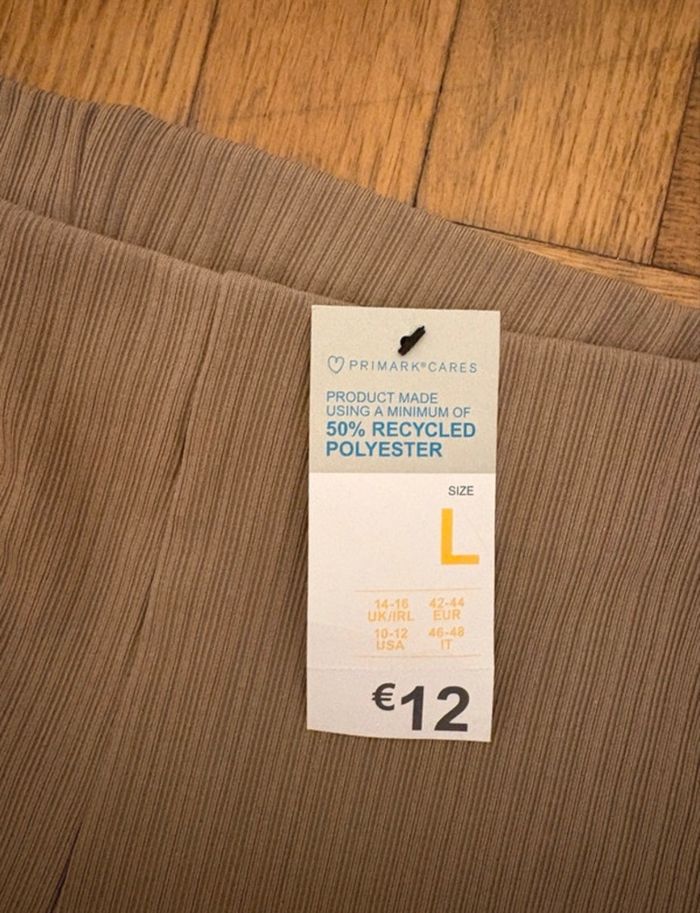 PRIMARK®CARES
PRODUCT MADE
USING A MINIMUM OF
50% RECYCLED
POLYESTER
SIZE
L
14-16 42-44
UK/IRL EUR
10-12 46-48
USA IT
€12